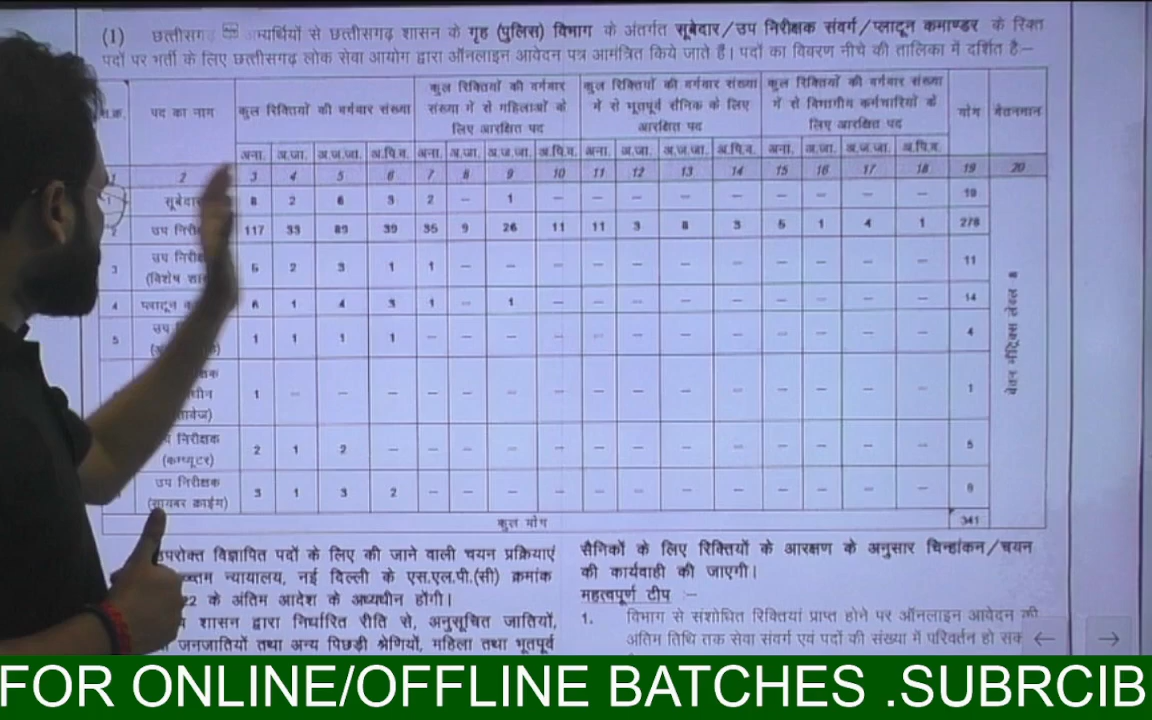 (1) छत्तीसगढ़ अभ्यर्थियों से छत्तीसगढ़ शासन के गृह (पुलिस) विभाग के अंतर्गत सूबेदार/उप निरीक्षक संवर्ग/प्लाटून कमाण्डर के रिक्त
पदों पर भर्ती के लिए छत्तीसगढ़ लोक सेवा आयोग द्वारा ऑनलाइन आवेदन पत्र आमंत्रित किये जाते हैं। पदों का विवरण नीचे की तालिका में दर्शित है:–
पद का नाम कुल रिक्तियों की वर्गवार संख्या कुल रिक्तियों की वर्गवार संख्या में से महिलाओं के लिए आरक्षित पद कुल रिक्तियों की वर्गवार संख्या में से भूतपूर्व सैनिक के लिए आरक्षित पद कुल रिक्तियों की वर्गवार संख्या में से विभागीय कर्मचारियों के लिए आरक्षित पद योग वेतनमान
अना. अ.जा. अ.ज.जा. अ.पि.व. अना. अ.जा. अ.ज.जा. अ.पि.व. अना. अ.जा. अ.ज.जा. अ.पि.व. अना. अ.जा. अ.ज.जा. अ.पि.व.
1 2 3 4 5 6 7 8 9 10 11 12 13 14 15 16 17 18 19 20
1 सूबेदार 8 2 6 3 2 – 1 19
2 उप 117 33 89 39 35 9 26 11 11 3 8 3 5 1 4 1 278
3 उप 5 2 3 1 1 – – – – – – – – – – – 11
(विशेष
4 प्लाटून 6 1 4 3 1 – 1 – – – – – – – – – 14
5 उप 1 1 1 1 – – – – – – – – – – – – 4
1 – – – – – – – – – – – – – – – 1
निरीक्षक
(कम्प्यूटर) 2 1 2 – – – – – – – – – – – – – 5
उप निरीक्षक
(सायबर क्राईम) 3 1 3 2 – – – – – – – – – – – – 9
वेतन मैट्रिक्स लेवल 8
कुल योग 341
उपरोक्त विज्ञापित पदों के लिए की जाने वाली चयन प्रक्रियाएं
न्यायालय, नई दिल्ली के एस.एल.पी.(सी) क्रमांक
22 के अंतिम आदेश के अध्यधीन होंगी।
शासन द्वारा निर्धारित रीति से, अनुसूचित जातियों,
जनजातियों तथा अन्य पिछड़ी श्रेणियों, महिला तथा भूतपूर्व
सैनिकों के लिए रिक्तियों के आरक्षण के अनुसार चिन्हांकन/चयन
की कार्यवाही की जाएगी।
महत्वपूर्ण टीप :–
1. विभाग से संशोधित रिक्तियां प्राप्त होने पर ऑनलाइन आवेदन की
अंतिम तिथि तक सेवा संवर्ग एवं पदों की संख्या में परिवर्तन हो सक
FOR ONLINE/OFFLINE BATCHES .SUBRCIB